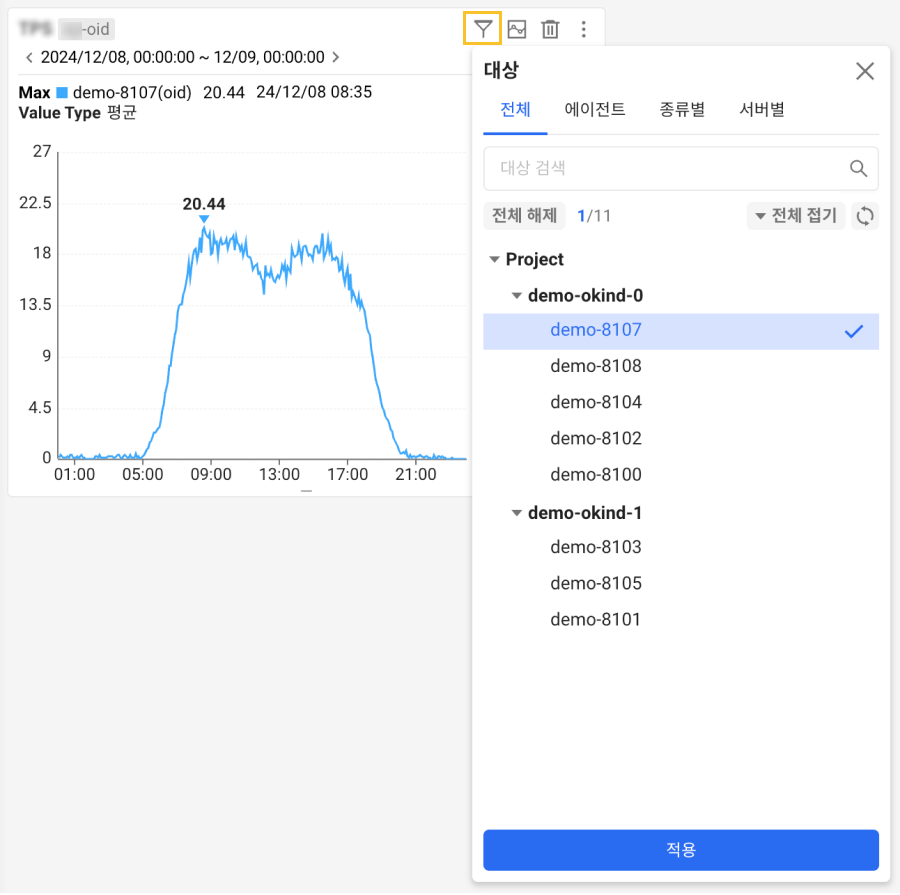 TPS -oid
2024/12/08, 00:00:00 ~ 12/09, 00:00:00
Max demo-8107(oid) 20.44 24/12/08 08:35
Value Type 평균
27
22.5
18
13.5
9
4.5
0
20.44
01:00 05:00 09:00 13:00 17:00 21:00
대상
전체 에이전트 종류별 서버별
대상 검색
전체 해제 1/11 전체 접기
Project
demo-okind-0
demo-8107
demo-8108
demo-8104
demo-8102
demo-8100
demo-okind-1
demo-8103
demo-8105
demo-8101
적용